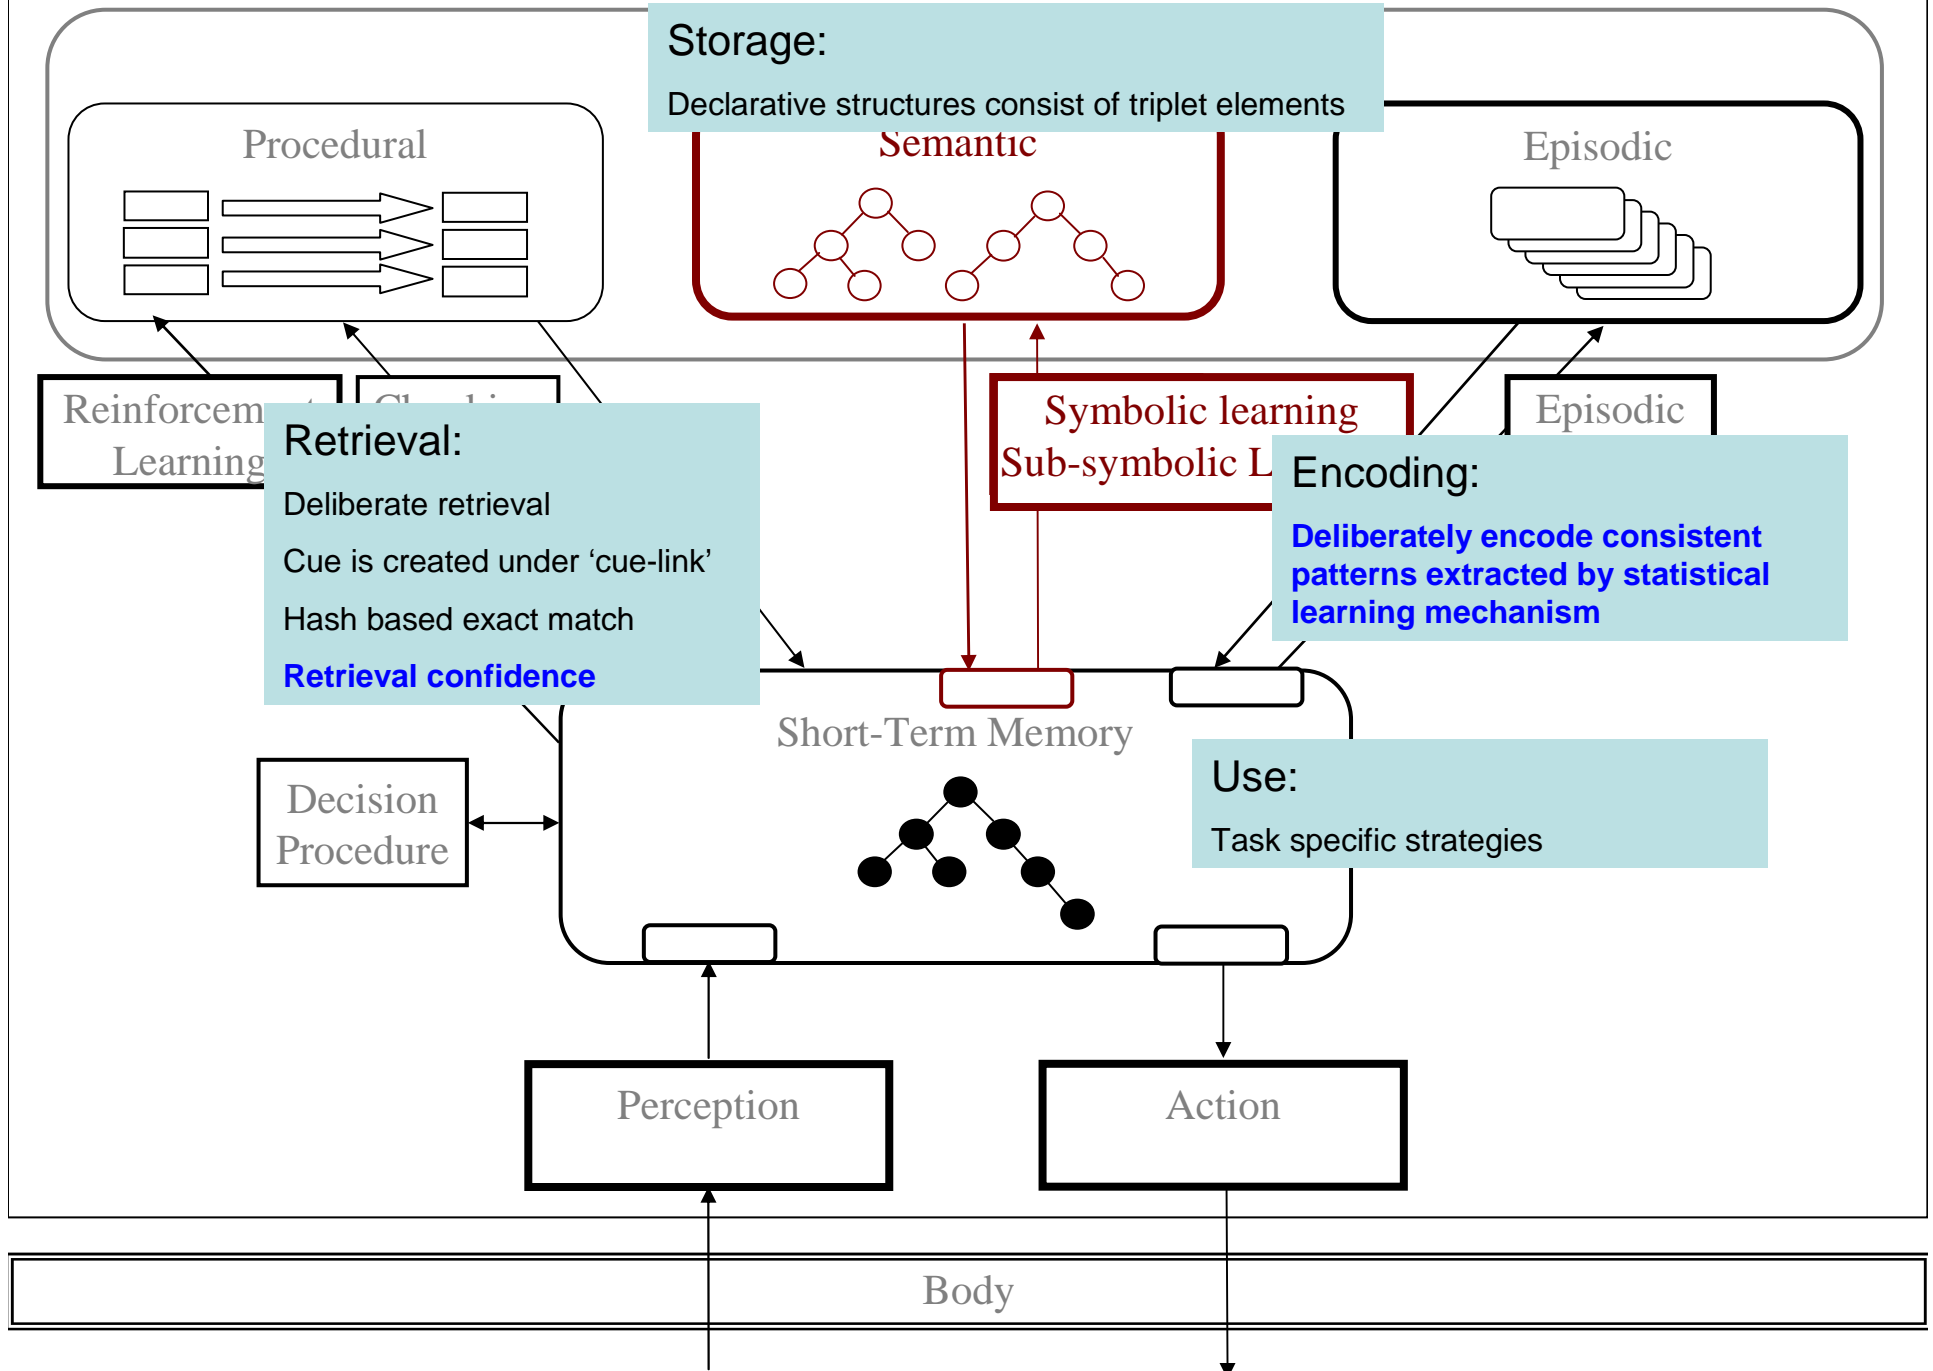 Storage:
Declarative structures consist of triplet elements
Procedural
Semantic
Episodic
Reinforcement
Learning
Symbolic learning
Sub-symbolic
Episodic
Retrieval:
Deliberate retrieval
Cue is created under ‘cue-link’
Hash based exact match
Retrieval confidence
Encoding:
Deliberately encode consistent
patterns extracted by statistical
learning mechanism
Short-Term Memory
Use:
Task specific strategies
Decision
Procedure
Perception
Action
Body